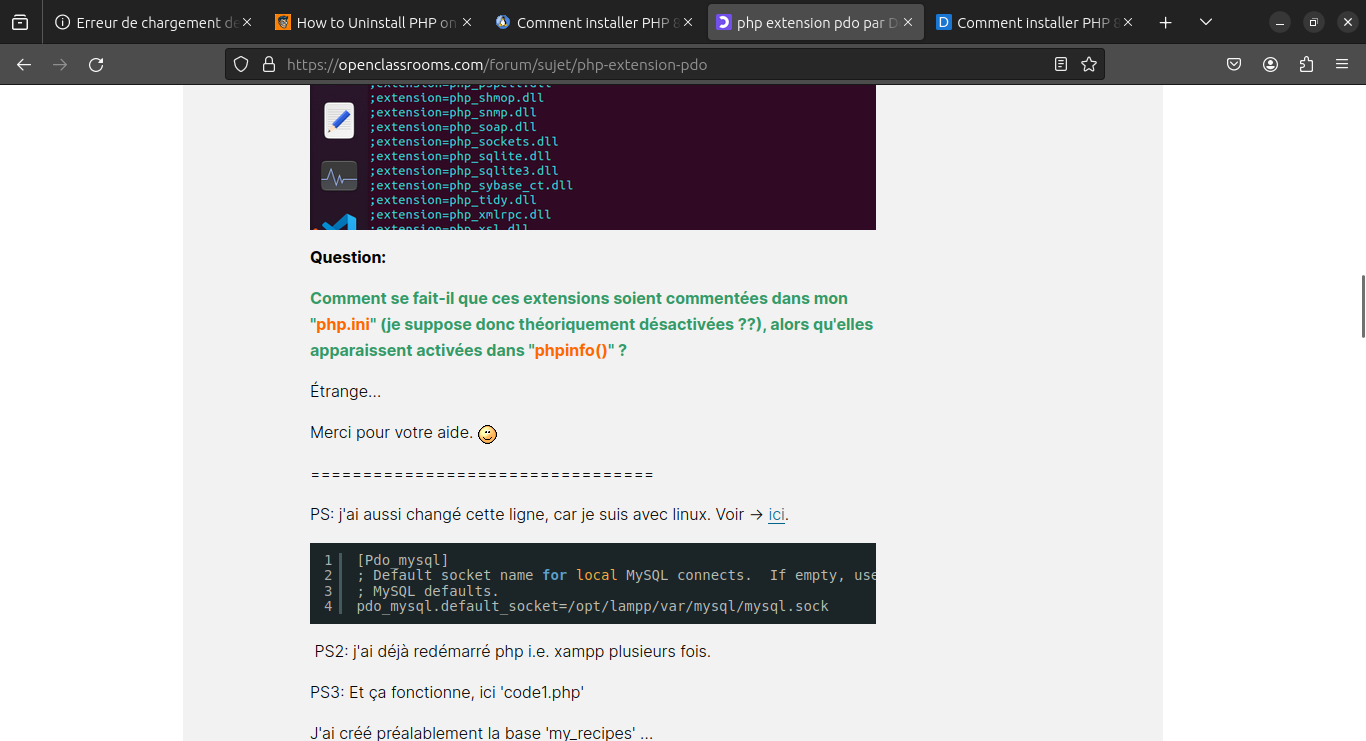 Erreur de chargement de
How to Uninstall PHP on
Comment installer PHP 8
php extension pdo par D
Comment installer PHP 8
https://openclassrooms.com/forum/sujet/php-extension-pdo
;extension=php_pspell.dll
;extension=php_shmop.dll
;extension=php_snmp.dll
;extension=php_soap.dll
;extension=php_sockets.dll
;extension=php_sqlite.dll
;extension=php_sqlite3.dll
;extension=php_sybase_ct.dll
;extension=php_tidy.dll
;extension=php_xmlrpc.dll
;extension=php_xsl.dll
Question:
Comment se fait-il que ces extensions soient commentées dans mon
"php.ini" (je suppose donc théoriquement désactivées ??), alors qu'elles
apparaissent activées dans "phpinfo()" ?
Étrange...
Merci pour votre aide.
=================================
PS: j'ai aussi changé cette ligne, car je suis avec linux. Voir → ici.
1 [Pdo_mysql]
2 ; Default socket name for local MySQL connects.  If empty, use
3 ; MySQL defaults.
4 pdo_mysql.default_socket=/opt/lampp/var/mysql/mysql.sock
PS2: j'ai déjà redémarré php i.e. xampp plusieurs fois.
PS3: Et ça fonctionne, ici 'code1.php'
J'ai créé préalablement la base 'my_recipes' ...